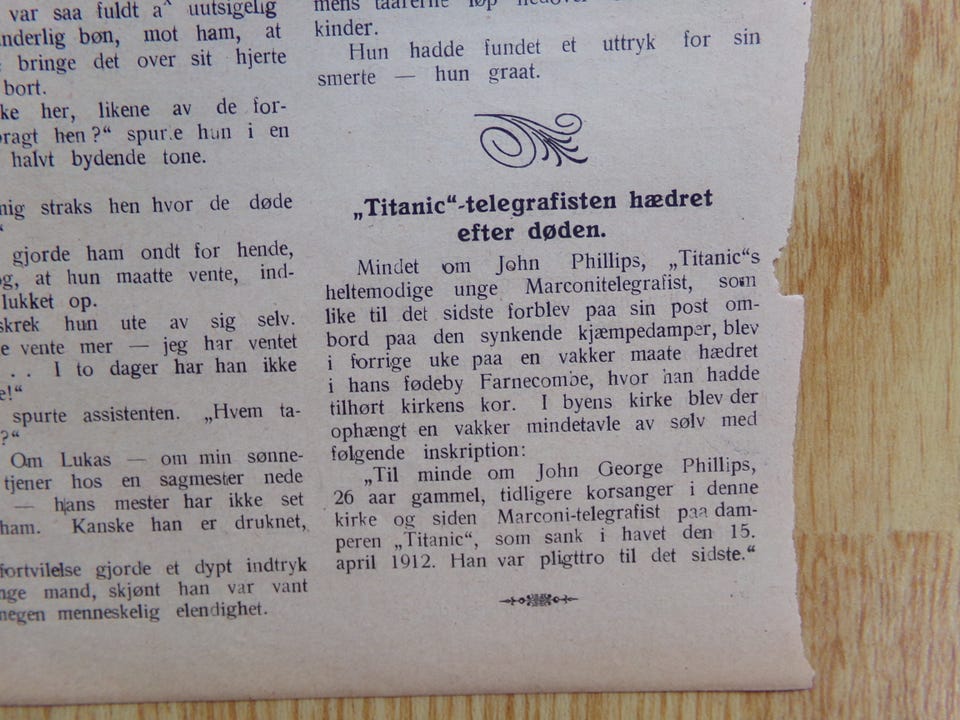 var saa fuldt a^ uutsigelig
nderlig bøn, mot ham, at
bringe det over sit hjerte
bort.
ke her, likene av de for-
bragt hen?“ spurte hun i en
halvt bydende tone.
mig straks hen hvor de døde
“
gjorde ham ondt for hende,
og, at hun maatte vente, ind-
lukket op.
skrek hun ute av sig selv.
e vente mer — jeg har ventet
. . I to dager har han ikke
e!“
spurte assistenten. „Hvem ta-
?“
Om Lukas — om min sønne-
tjener hos en sagmester nede
— hans mester har ikke set
ham. Kanske han er druknet,
fortvilelse gjorde et dypt indtryk
nge mand, skjønt han var vant
megen menneskelig elendighet.
mens taarerne løp nedover
kinder.
Hun hadde fundet et uttryk for sin
smerte — hun graat.
„Titanic“-telegrafisten hædret
efter døden.
Mindet om John Phillips, „Titanic“s
heltemodige unge Marconitelegrafist, som
like til det sidste forblev paa sin post om-
bord paa den synkende kjæmpedamper, blev
i forrige uke paa en vakker maate hædret
i hans fødeby Farnecombe, hvor han hadde
tilhørt kirkens kor. I byens kirke blev der
ophængt en vakker mindetavle av sølv med
følgende inskription:
„Til minde om John George Phillips,
26 aar gammel, tidligere korsanger i denne
kirke og siden Marconi-telegrafist paa dam-
peren „Titanic“, som sank i havet den 15.
april 1912. Han var pligttro til det sidste.“